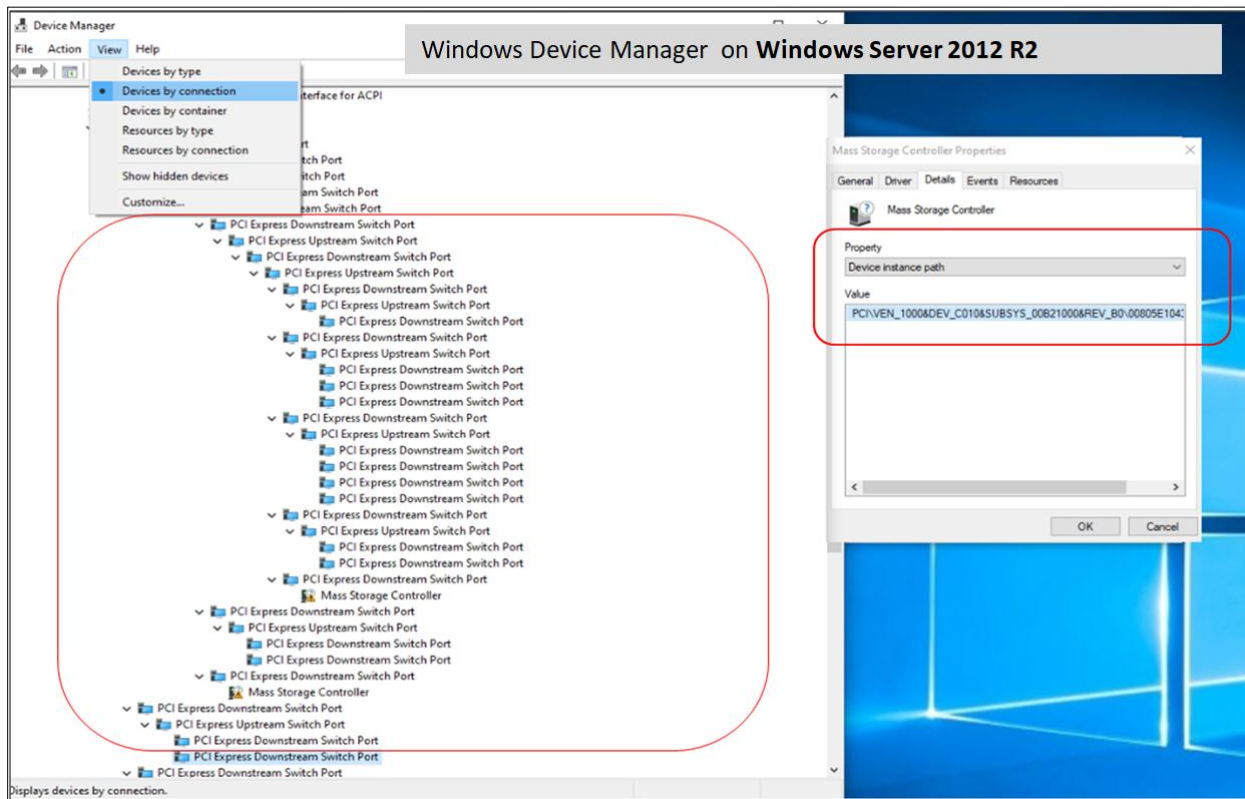 Device Manager
Windows Device Manager on Windows Server 2012 R2
File Action View Help
Devices by type
Devices by connection
Devices by container
Resources by type
Resources by connection
Show hidden devices
Customize...
terface for ACPI
rt
tch Port
itch Port
am Switch Port
eam Switch Port
PCI Express Downstream Switch Port
PCI Express Upstream Switch Port
PCI Express Downstream Switch Port
PCI Express Upstream Switch Port
PCI Express Downstream Switch Port
PCI Express Upstream Switch Port
PCI Express Downstream Switch Port
PCI Express Downstream Switch Port
PCI Express Upstream Switch Port
PCI Express Downstream Switch Port
PCI Express Downstream Switch Port
PCI Express Downstream Switch Port
PCI Express Downstream Switch Port
PCI Express Upstream Switch Port
PCI Express Downstream Switch Port
PCI Express Downstream Switch Port
PCI Express Downstream Switch Port
PCI Express Downstream Switch Port
PCI Express Downstream Switch Port
PCI Express Upstream Switch Port
PCI Express Downstream Switch Port
PCI Express Downstream Switch Port
PCI Express Downstream Switch Port
Mass Storage Controller
PCI Express Downstream Switch Port
PCI Express Upstream Switch Port
PCI Express Downstream Switch Port
PCI Express Downstream Switch Port
PCI Express Downstream Switch Port
Mass Storage Controller
PCI Express Downstream Switch Port
PCI Express Upstream Switch Port
PCI Express Downstream Switch Port
PCI Express Downstream Switch Port
PCI Express Downstream Switch Port
Displays devices by connection.
Mass Storage Controller Properties
General Driver Details Events Resources
Mass Storage Controller
Property
Device instance path
Value
PCI\VEN_1000&DEV_C010&SUBSYS_00B21000&REV_B0\00805E104
OK Cancel